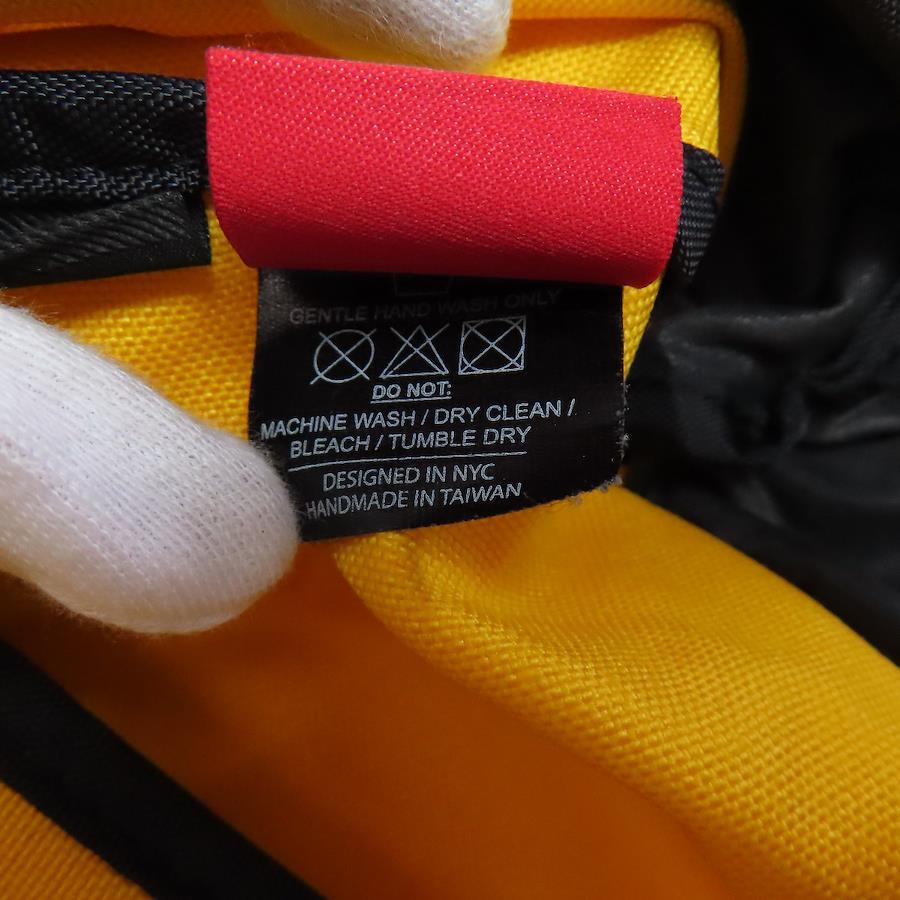 GENTLE HAND WASH ONLY
DO NOT:
MACHINE WASH / DRY CLEAN /
BLEACH / TUMBLE DRY
DESIGNED IN NYC
HANDMADE IN TAIWAN